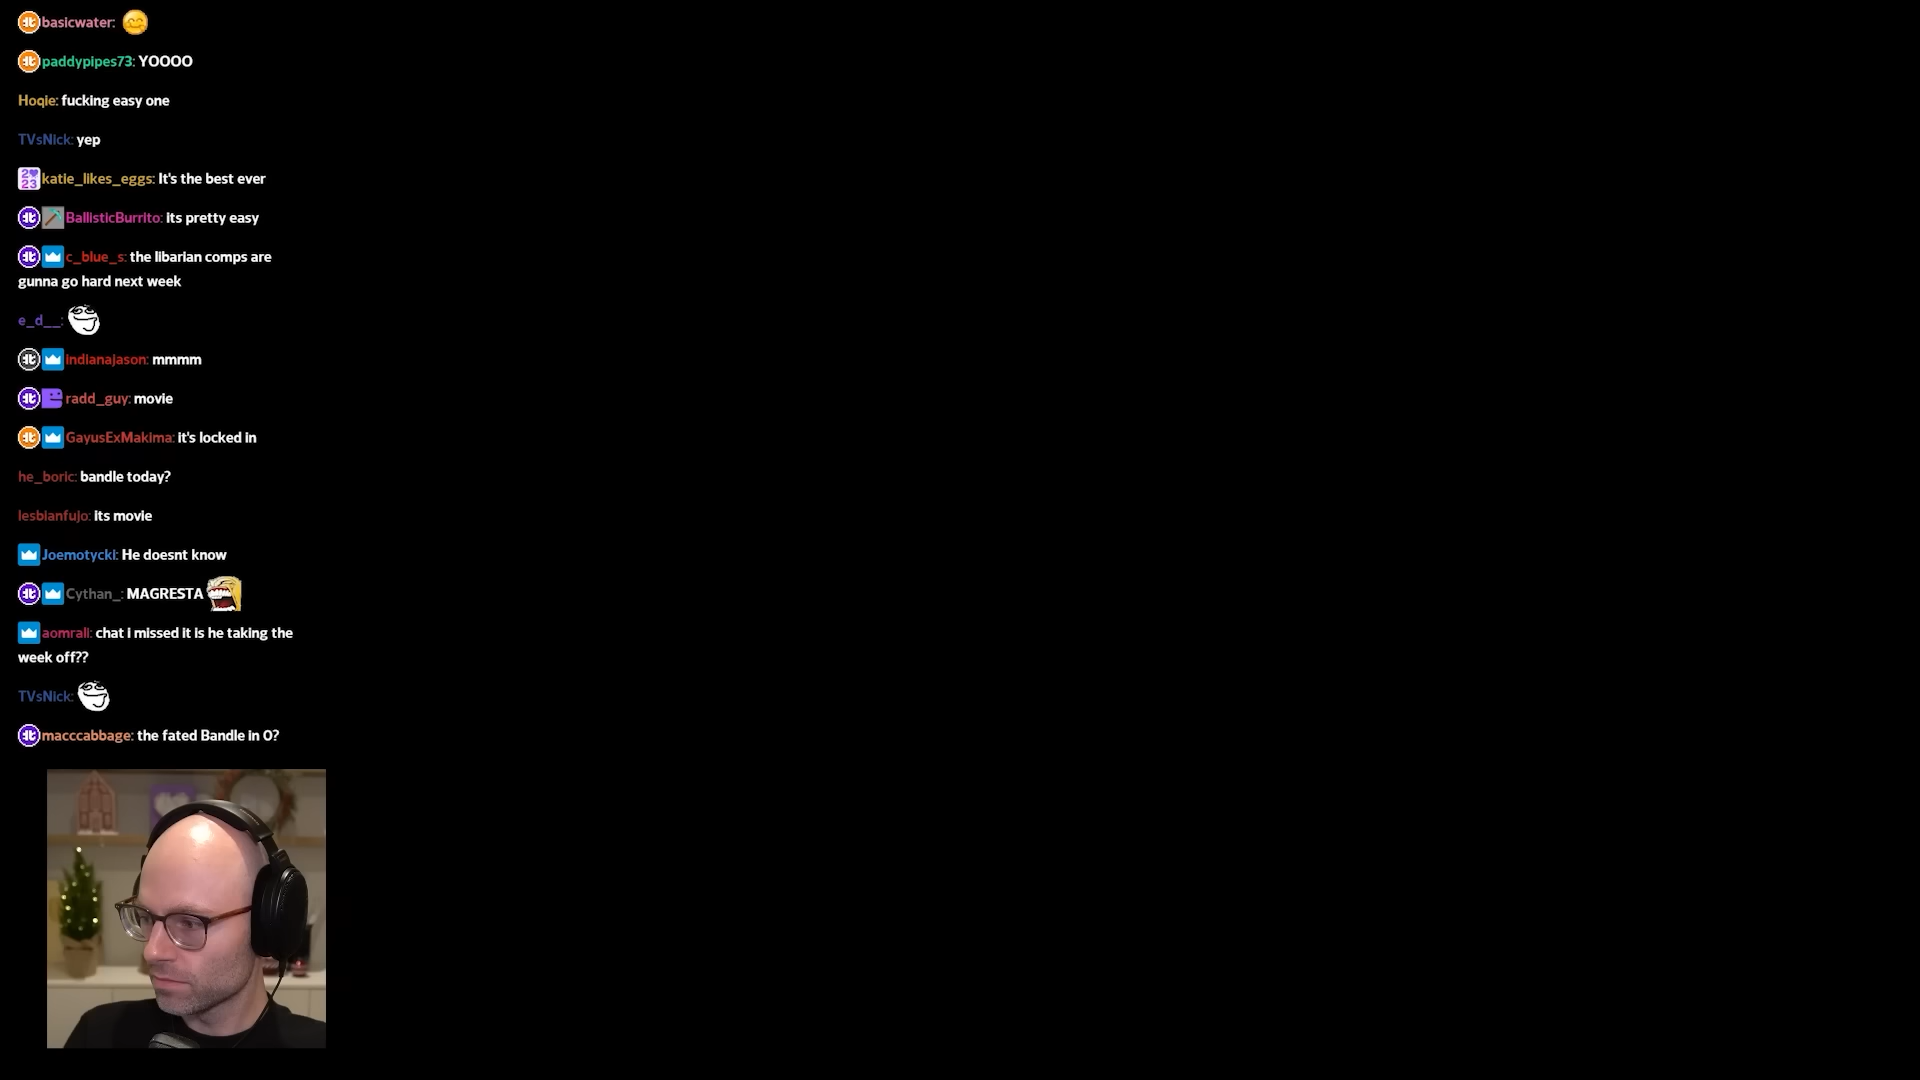 basicwater:
paddypipes73: YOOOO
Hoqie: fucking easy one
TVsNick: yep
2 23 katie_likes_eggs: It's the best ever
BallisticBurrito: its pretty easy
c_blue_s: the libarian comps are
gunna go hard next week
e_d__:
indianajason: mmmm
radd_guy: movie
GayusExMakima: it's locked in
he_boric: bandle today?
lesbianfujo: its movie
Joemotycki: He doesnt know
Cythan_: MAGRESTA
aomrall: chat i missed it is he taking the
week off??
TVsNick:
macccabbage: the fated Bandle in 0?